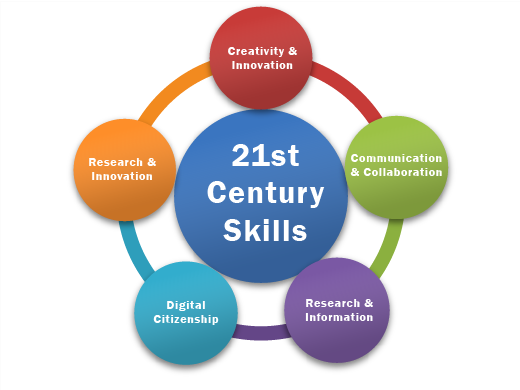 Creativity &
Innovation
Research &
Innovation
21st
Century
Skills
Communication
& Collaboration
Digital
Citizenship
Research &
Information